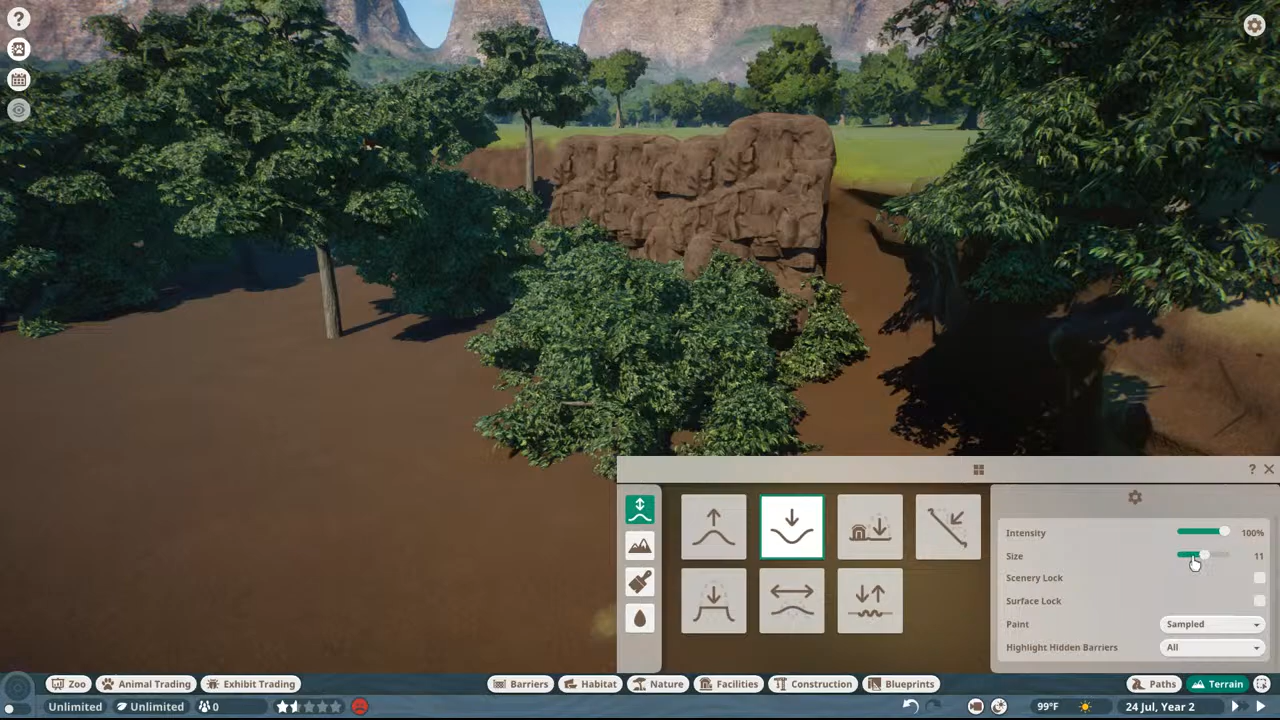 ?
? ×
Intensity 100%
Size 11
Scenery Lock
Surface Lock
Paint Sampled
Highlight Hidden Barriers All
Zoo Animal Trading Exhibit Trading Barriers Habitat Nature Facilities Construction Blueprints Paths Terrain
Unlimited Unlimited 0 99°F 24 Jul, Year 2